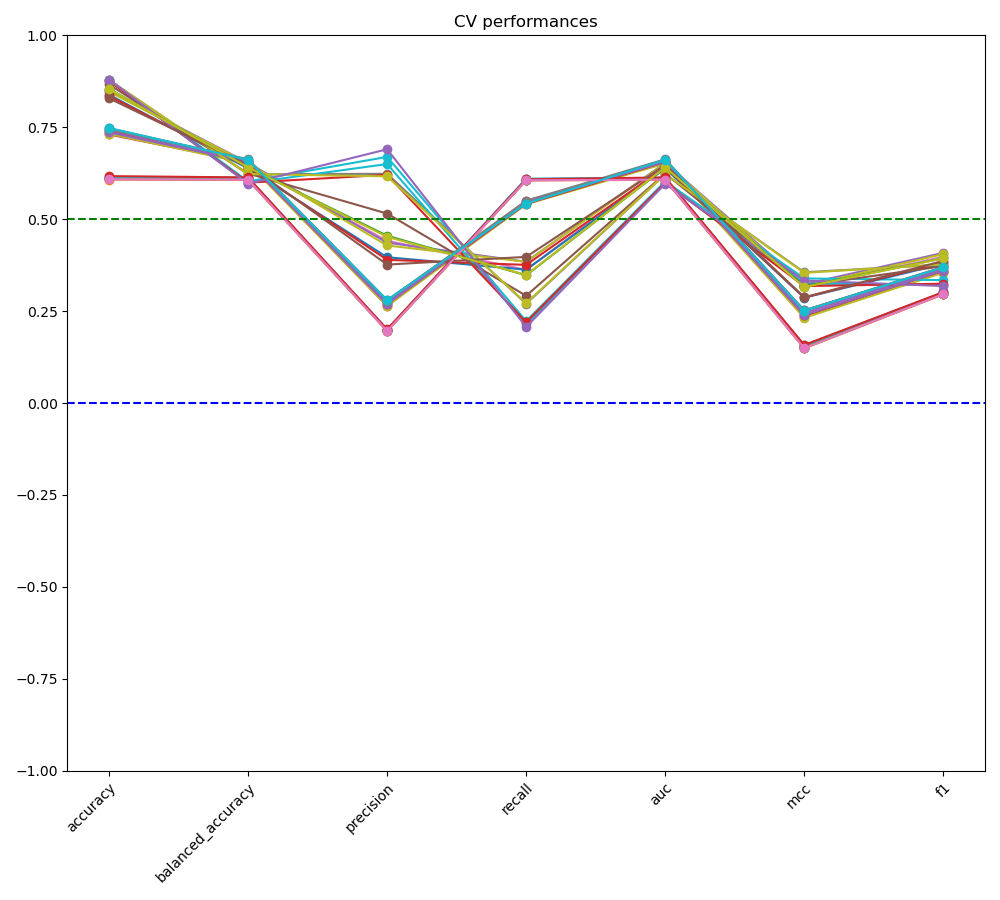 CV performances
1.00
0.75
0.50
0.25
0.00
−0.25
−0.50
−0.75
−1.00
accuracy
balanced_accuracy
precision
recall
auc
mcc
f1